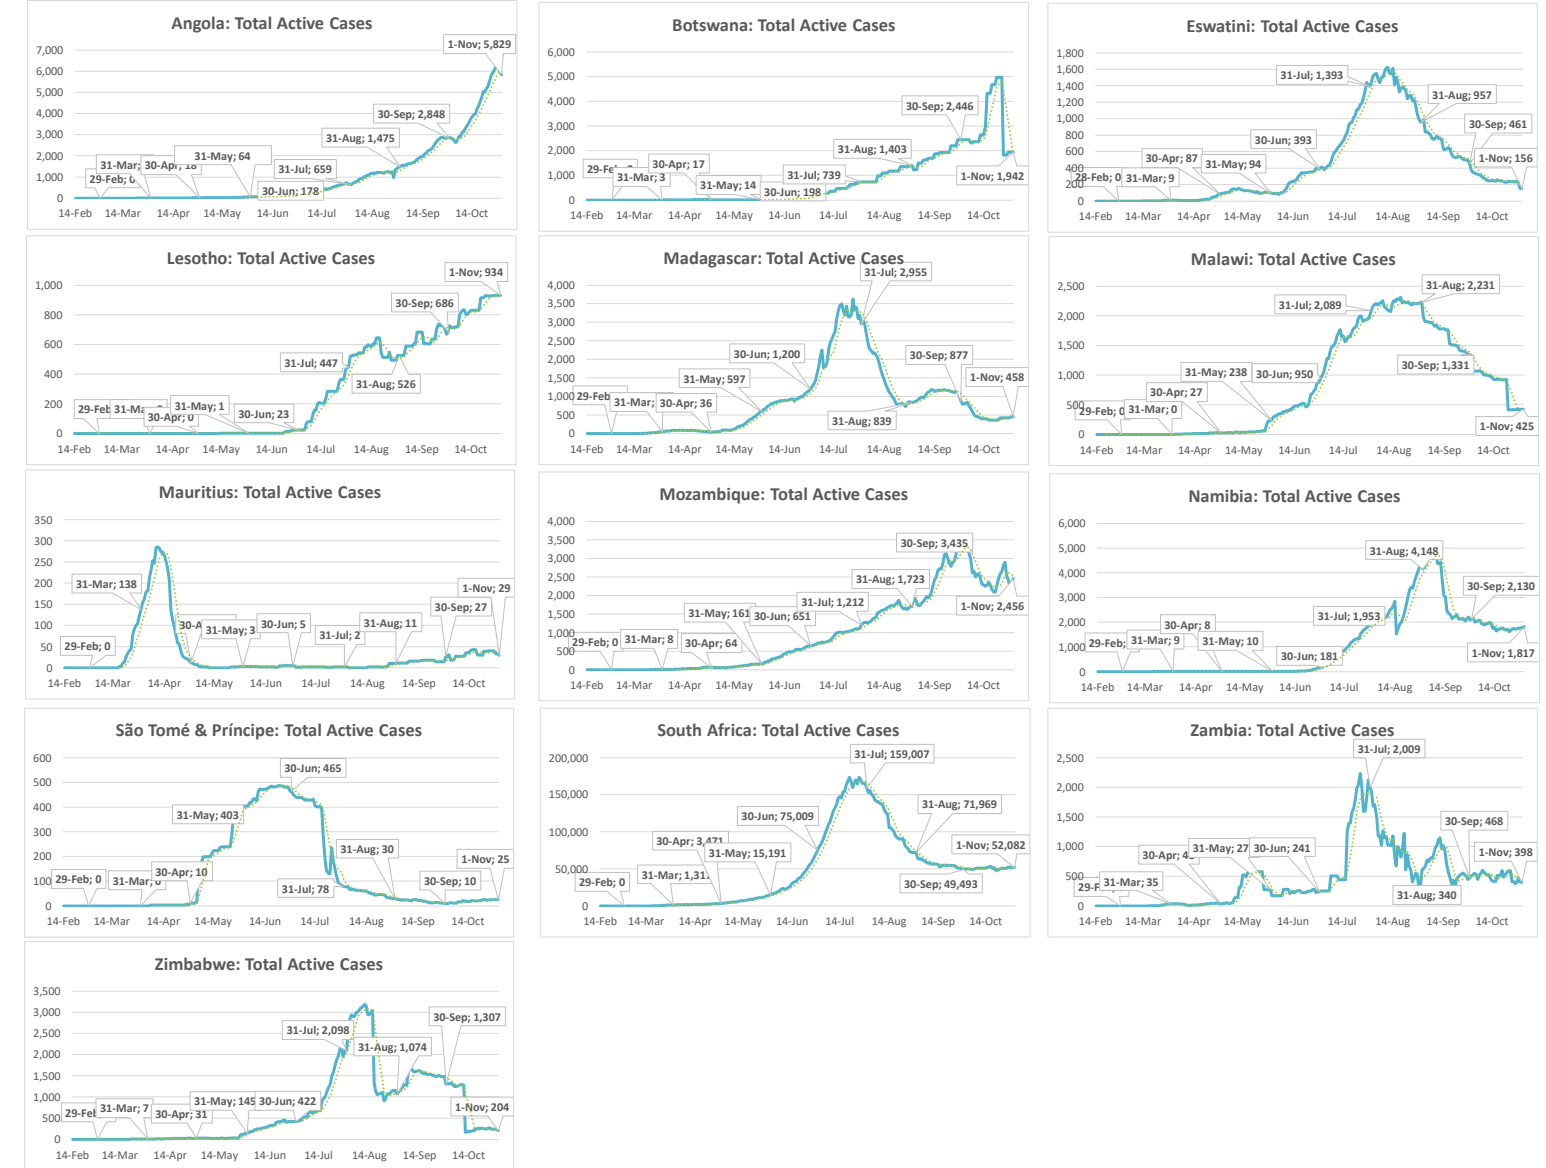 Angola: Total Active Cases
7,000
6,000
5,000
4,000
3,000
2,000
1,000
0
1-Nov; 5,829
30-Sep; 2,848
31-Aug; 1,475
31-Jul; 659
30-Jun; 178
31-May; 64
30-Apr; 18
31-Mar;
29-Feb; 0
14-Feb 14-Mar 14-Apr 14-May 14-Jun 14-Jul 14-Aug 14-Sep 14-Oct
Botswana: Total Active Cases
6,000
5,000
4,000
3,000
2,000
1,000
0
30-Sep; 2,446
31-Aug; 1,403
31-Jul; 739
30-Jun; 198
31-May; 14
30-Apr; 17
31-Mar; 3
1-Nov; 1,942
14-Feb 14-Mar 14-Apr 14-May 14-Jun 14-Jul 14-Aug 14-Sep 14-Oct
Eswatini: Total Active Cases
1,800
1,600
1,400
1,200
1,000
800
600
400
200
0
31-Jul; 1,393
31-Aug; 957
30-Sep; 461
1-Nov; 156
30-Jun; 393
31-May; 94
30-Apr; 87
31-Mar; 9
28-Feb; 0
14-Feb 14-Mar 14-Apr 14-May 14-Jun 14-Jul 14-Aug 14-Sep 14-Oct
Lesotho: Total Active Cases
1,000
800
600
400
200
0
1-Nov; 934
30-Sep; 686
31-Jul; 447
31-Aug; 526
30-Jun; 23
31-May; 1
30-Apr; 0
29-Feb
14-Feb 14-Mar 14-Apr 14-May 14-Jun 14-Jul 14-Aug 14-Sep 14-Oct
Madagascar: Total Active Cases
4,000
3,500
3,000
2,500
2,000
1,500
1,000
500
0
31-Jul; 2,955
30-Jun; 1,200
30-Sep; 877
1-Nov; 458
31-May; 597
31-Aug; 839
30-Apr; 36
31-Mar;
29-Feb
14-Feb 14-Mar 14-Apr 14-May 14-Jun 14-Jul 14-Aug 14-Sep 14-Oct
Malawi: Total Active Cases
2,500
2,000
1,500
1,000
500
0
31-Aug; 2,231
31-Jul; 2,089
30-Sep; 1,331
31-May; 238
30-Jun; 950
30-Apr; 27
31-Mar; 0
29-Feb; 0
1-Nov; 425
14-Feb 14-Mar 14-Apr 14-May 14-Jun 14-Jul 14-Aug 14-Sep 14-Oct
Mauritius: Total Active Cases
350
300
250
200
150
100
50
0
31-Mar; 138
29-Feb; 0
31-May; 3
30-Jun; 5
31-Jul; 2
31-Aug; 11
30-Sep; 27
1-Nov; 29
14-Feb 14-Mar 14-Apr 14-May 14-Jun 14-Jul 14-Aug 14-Sep 14-Oct
Mozambique: Total Active Cases
4,000
3,500
3,000
2,500
2,000
1,500
1,000
500
0
30-Sep; 3,435
31-Aug; 1,723
31-Jul; 1,212
1-Nov; 2,456
31-May; 161
30-Jun; 651
30-Apr; 64
31-Mar; 8
29-Feb; 0
14-Feb 14-Mar 14-Apr 14-May 14-Jun 14-Jul 14-Aug 14-Sep 14-Oct
Namibia: Total Active Cases
6,000
5,000
4,000
3,000
2,000
1,000
0
31-Aug; 4,148
30-Sep; 2,130
31-Jul; 1,953
1-Nov; 1,817
30-Jun; 181
31-May; 10
30-Apr; 8
31-Mar; 9
29-Feb;
14-Feb 14-Mar 14-Apr 14-May 14-Jun 14-Jul 14-Aug 14-Sep 14-Oct
São Tomé & Príncipe: Total Active Cases
600
500
400
300
200
100
0
30-Jun; 465
31-May; 403
31-Aug; 30
1-Nov; 25
30-Sep; 10
31-Jul; 78
30-Apr; 10
31-Mar; 0
29-Feb; 0
14-Feb 14-Mar 14-Apr 14-May 14-Jun 14-Jul 14-Aug 14-Sep 14-Oct
South Africa: Total Active Cases
200,000
150,000
100,000
50,000
0
31-Jul; 159,007
31-Aug; 71,969
30-Jun; 75,009
1-Nov; 52,082
30-Sep; 49,493
30-Apr; 3,471
31-May; 15,191
31-Mar;
29-Feb; 0
14-Feb 14-Mar 14-Apr 14-May 14-Jun 14-Jul 14-Aug 14-Sep 14-Oct
Zambia: Total Active Cases
2,500
2,000
1,500
1,000
500
0
31-Jul; 2,009
30-Sep; 468
1-Nov; 398
31-Aug; 340
30-Jun; 241
31-May; 27
30-Apr;
31-Mar; 35
14-Feb 14-Mar 14-Apr 14-May 14-Jun 14-Jul 14-Aug 14-Sep 14-Oct
Zimbabwe: Total Active Cases
3,500
3,000
2,500
2,000
1,500
1,000
500
0
31-Jul; 2,098
30-Sep; 1,307
31-Aug; 1,074
1-Nov; 204
30-Jun; 422
31-May; 145
30-Apr; 31
31-Mar; 7
14-Feb 14-Mar 14-Apr 14-May 14-Jun 14-Jul 14-Aug 14-Sep 14-Oct